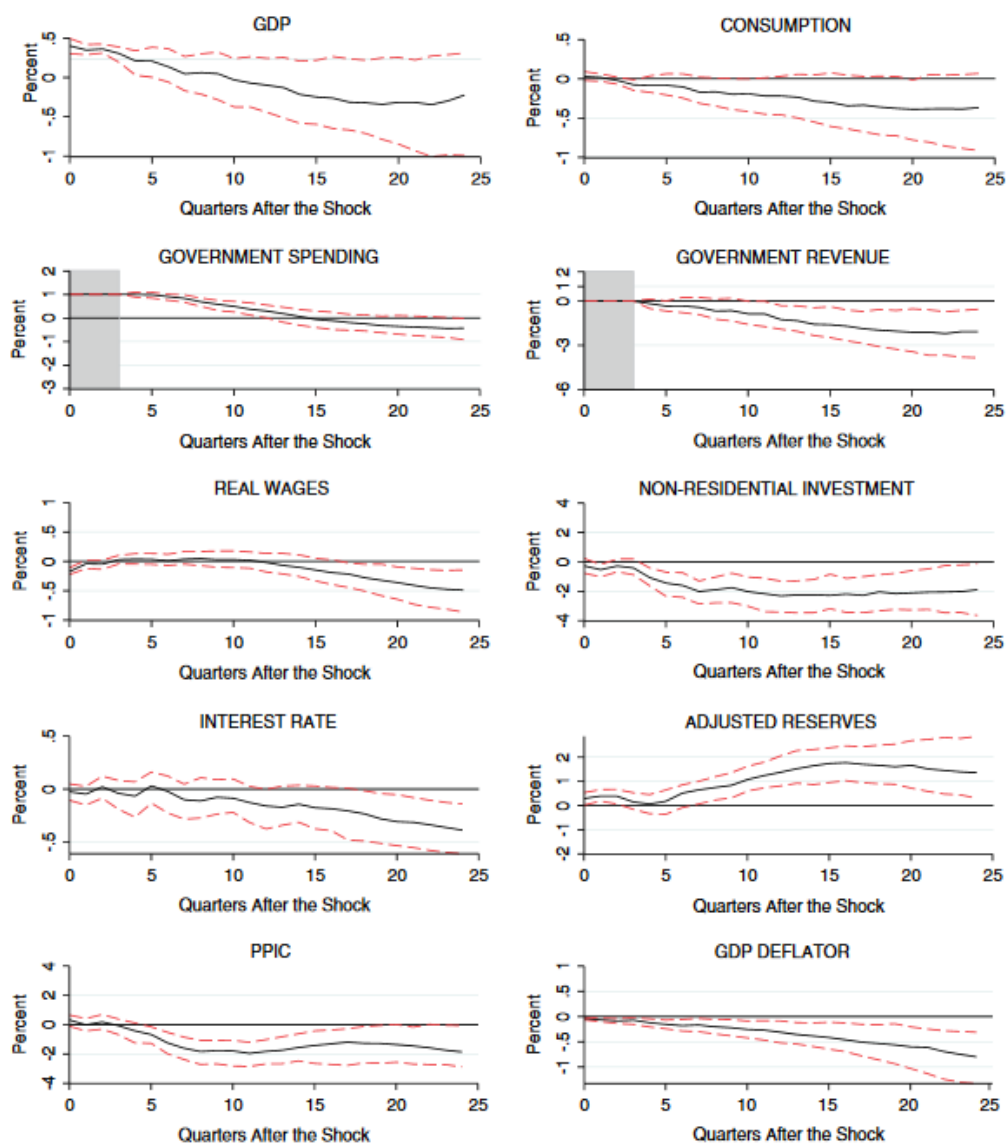 GDP
Percent
.5
0
-.5
-1
0 5 10 15 20 25
Quarters After the Shock
CONSUMPTION
Percent
.5
0
-.5
-1
0 5 10 15 20 25
Quarters After the Shock
GOVERNMENT SPENDING
Percent
2
1
0
-1
-2
-3
0 5 10 15 20 25
Quarters After the Shock
GOVERNMENT REVENUE
Percent
0
-3
-6
0 5 10 15 20 25
Quarters After the Shock
REAL WAGES
Percent
1
.5
0
-.5
-1
0 5 10 15 20 25
Quarters After the Shock
NON-RESIDENTIAL INVESTMENT
Percent
4
2
0
-2
-4
0 5 10 15 20 25
Quarters After the Shock
INTEREST RATE
Percent
.5
0
-.5
0 5 10 15 20 25
Quarters After the Shock
ADJUSTED RESERVES
Percent
2
1
0
-1
-2
0 5 10 15 20 25
Quarters After the Shock
PPIC
Percent
4
2
0
-2
-4
0 5 10 15 20 25
Quarters After the Shock
GDP DEFLATOR
Percent
1
.5
0
-.5
-1
0 5 10 15 20 25
Quarters After the Shock